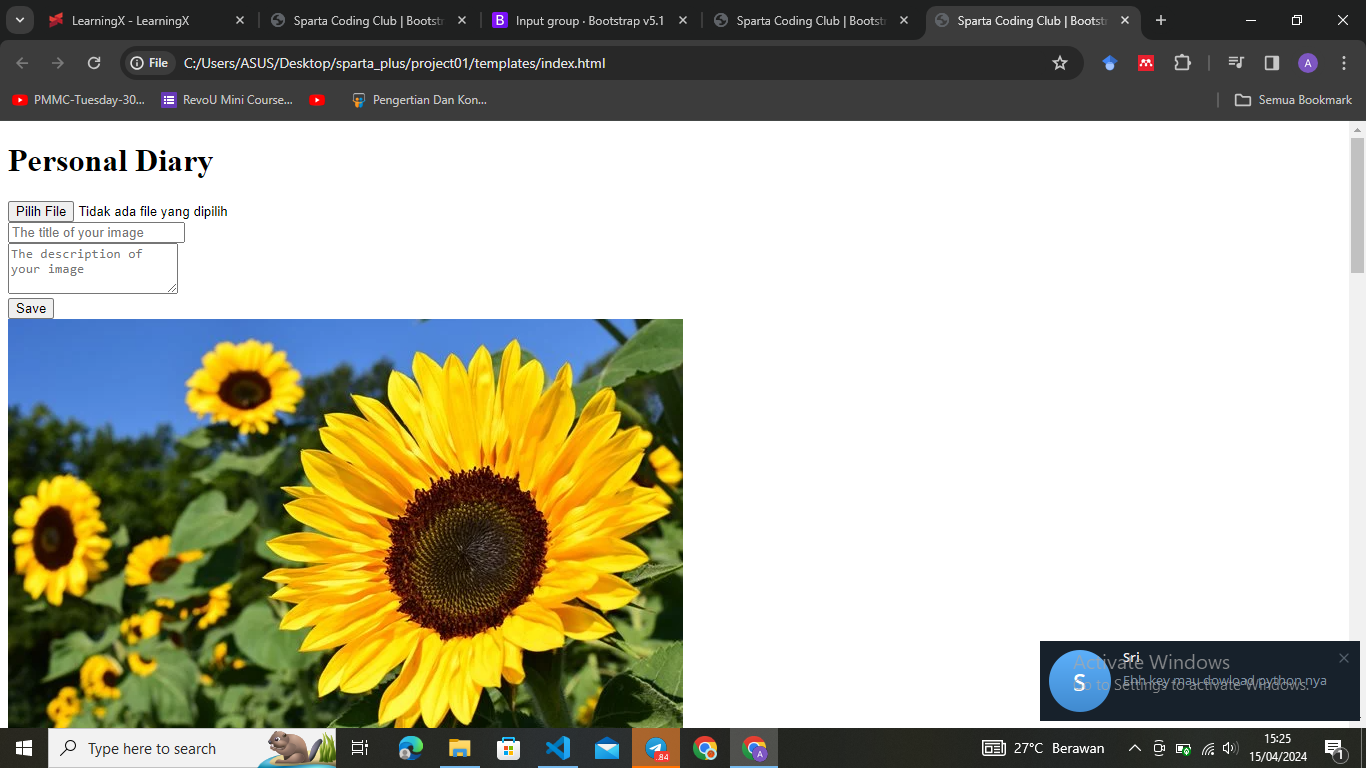 LearningX - LearningX
Sparta Coding Club | Bootstr
Input group · Bootstrap v5.1
Sparta Coding Club | Bootstr
Sparta Coding Club | Bootstr
File
C:/Users/ASUS/Desktop/sparta_plus/project01/templates/index.html
A
PMMC-Tuesday-30...
RevoU Mini Course...
Pengertian Dan Kon...
Semua Bookmark
Personal Diary
Pilih File Tidak ada file yang dipilih
The title of your image
The description of
your image
Save
Activate Windows
Go to Settings to activate Windows.
S
Sri
Ehh key mau dowload python nya
Type here to search
84
A
27°C Berawan
15:25
15/04/2024
1